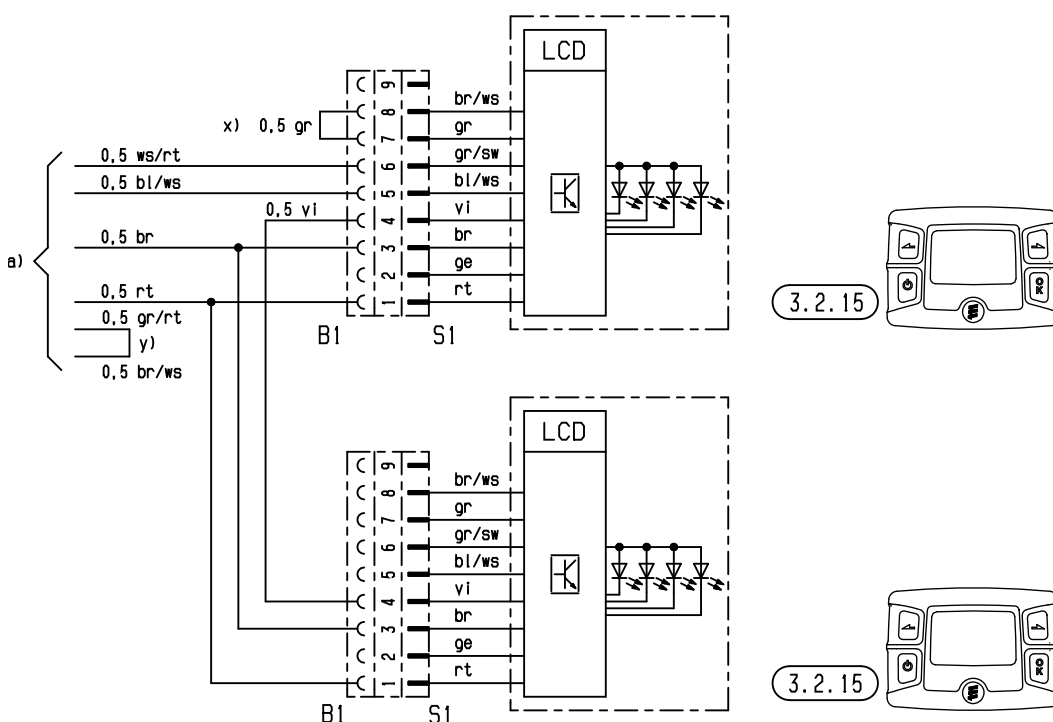 LCD
9
8
7
6
5
4
3
2
1
br/ws
gr
gr/sw
bl/ws
vi
br
ge
rt
x) 0,5 gr
0,5 ws/rt
0,5 bl/ws
0,5 vi
0,5 br
a)
0,5 rt
0,5 gr/rt
y)
0,5 br/ws
B1
S1
3.2.15
OK
LCD
9
8
7
6
5
4
3
2
1
br/ws
gr
gr/sw
bl/ws
vi
br
ge
rt
B1
S1
3.2.15
OK